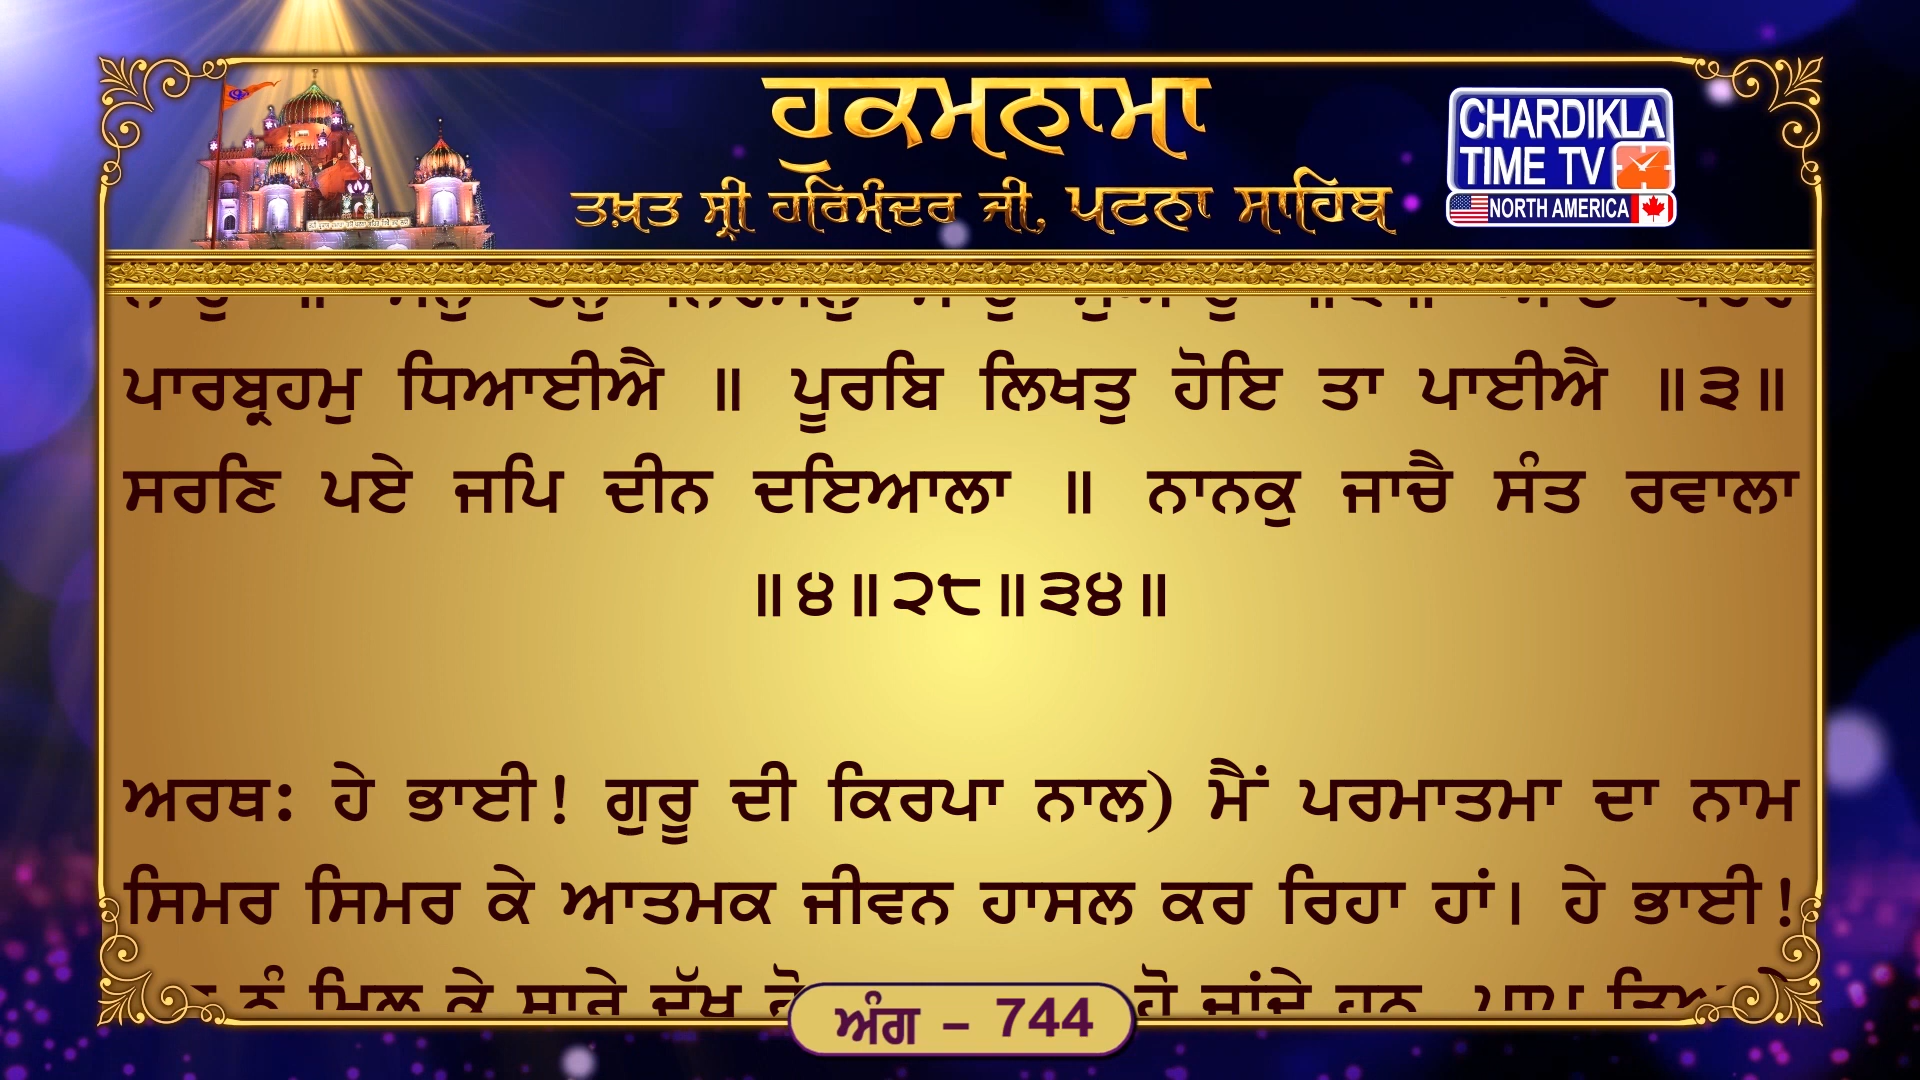 ਹੁਕਮਨਾਮਾ
ਤਖ਼ਤ ਸ੍ਰੀ ਹਰਿਮੰਦਰ ਜੀ, ਪਟਨਾ ਸਾਹਿਬ
CHARDIKLA
TIME TV
NORTH AMERICA
ਪਾਰਬ੍ਰਹਮੁ ਧਿਆਈਐ ॥ ਪੂਰਬਿ ਲਿਖਤੁ ਹੋਇ ਤਾ ਪਾਈਐ ॥੩॥
ਸਰਣਿ ਪਏ ਜਪਿ ਦੀਨ ਦਇਆਲਾ ॥ ਨਾਨਕੁ ਜਾਚੈ ਸੰਤ ਰਵਾਲਾ
॥੪॥੨੮॥੩੪॥
ਅਰਥ: ਹੇ ਭਾਈ! ਗੁਰੂ ਦੀ ਕਿਰਪਾ ਨਾਲ) ਮੈਂ ਪਰਮਾਤਮਾ ਦਾ ਨਾਮ
ਸਿਮਰ ਸਿਮਰ ਕੇ ਆਤਮਕ ਜੀਵਨ ਹਾਸਲ ਕਰ ਰਿਹਾ ਹਾਂ। ਹੇ ਭਾਈ!
ਨੂੰ ਮਿਲ ਕੇ ਸਾਰੇ ਦੁੱਖ ਹੋ ਜਾਂਦੇ ਹਨ
ਅੰਗ – 744